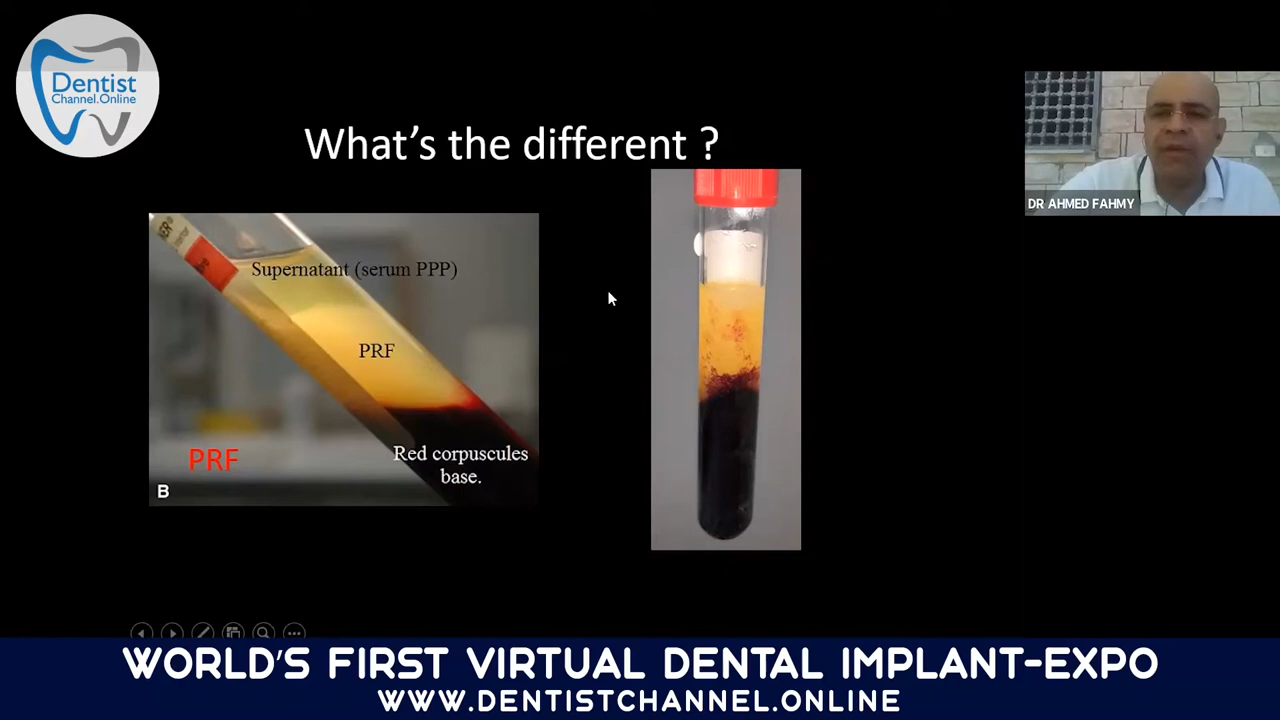 Dentist
Channel.Online
What's the different ?
DR AHMED FAHMY
Supernatant (serum PPP)
PRF
Red corpuscules
base.
PRF
B
WORLD'S FIRST VIRTUAL DENTAL IMPLANT-EXPO
WWW.DENTISTCHANNEL.ONLINE